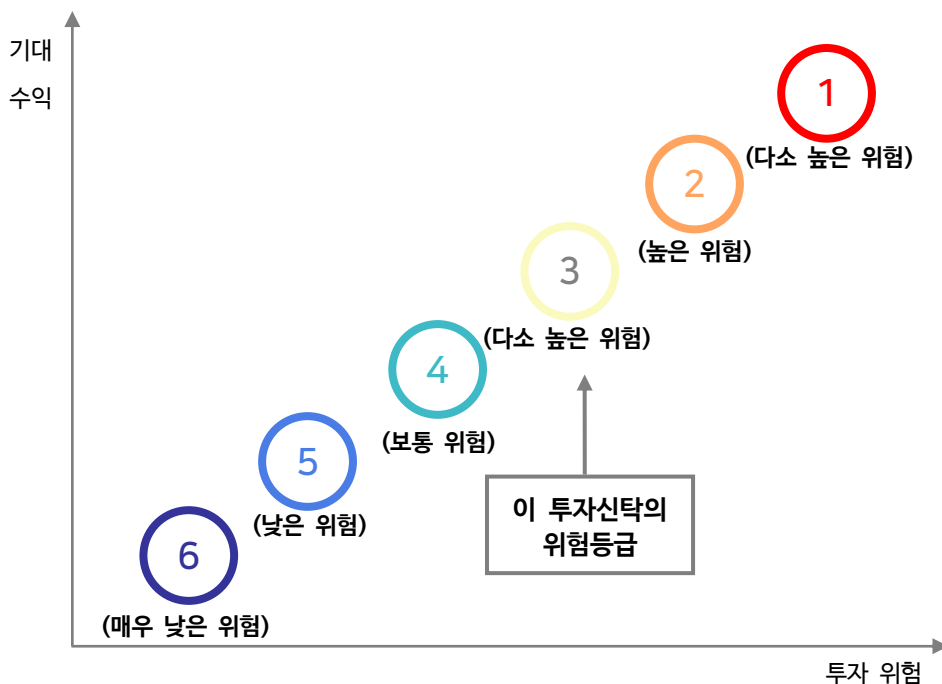 기대
수익
1
(다소 높은 위험)
2
(높은 위험)
3
(다소 높은 위험)
4
(보통 위험)
5
(낮은 위험)
이 투자신탁의
위험등급
6
(매우 낮은 위험)
투자 위험